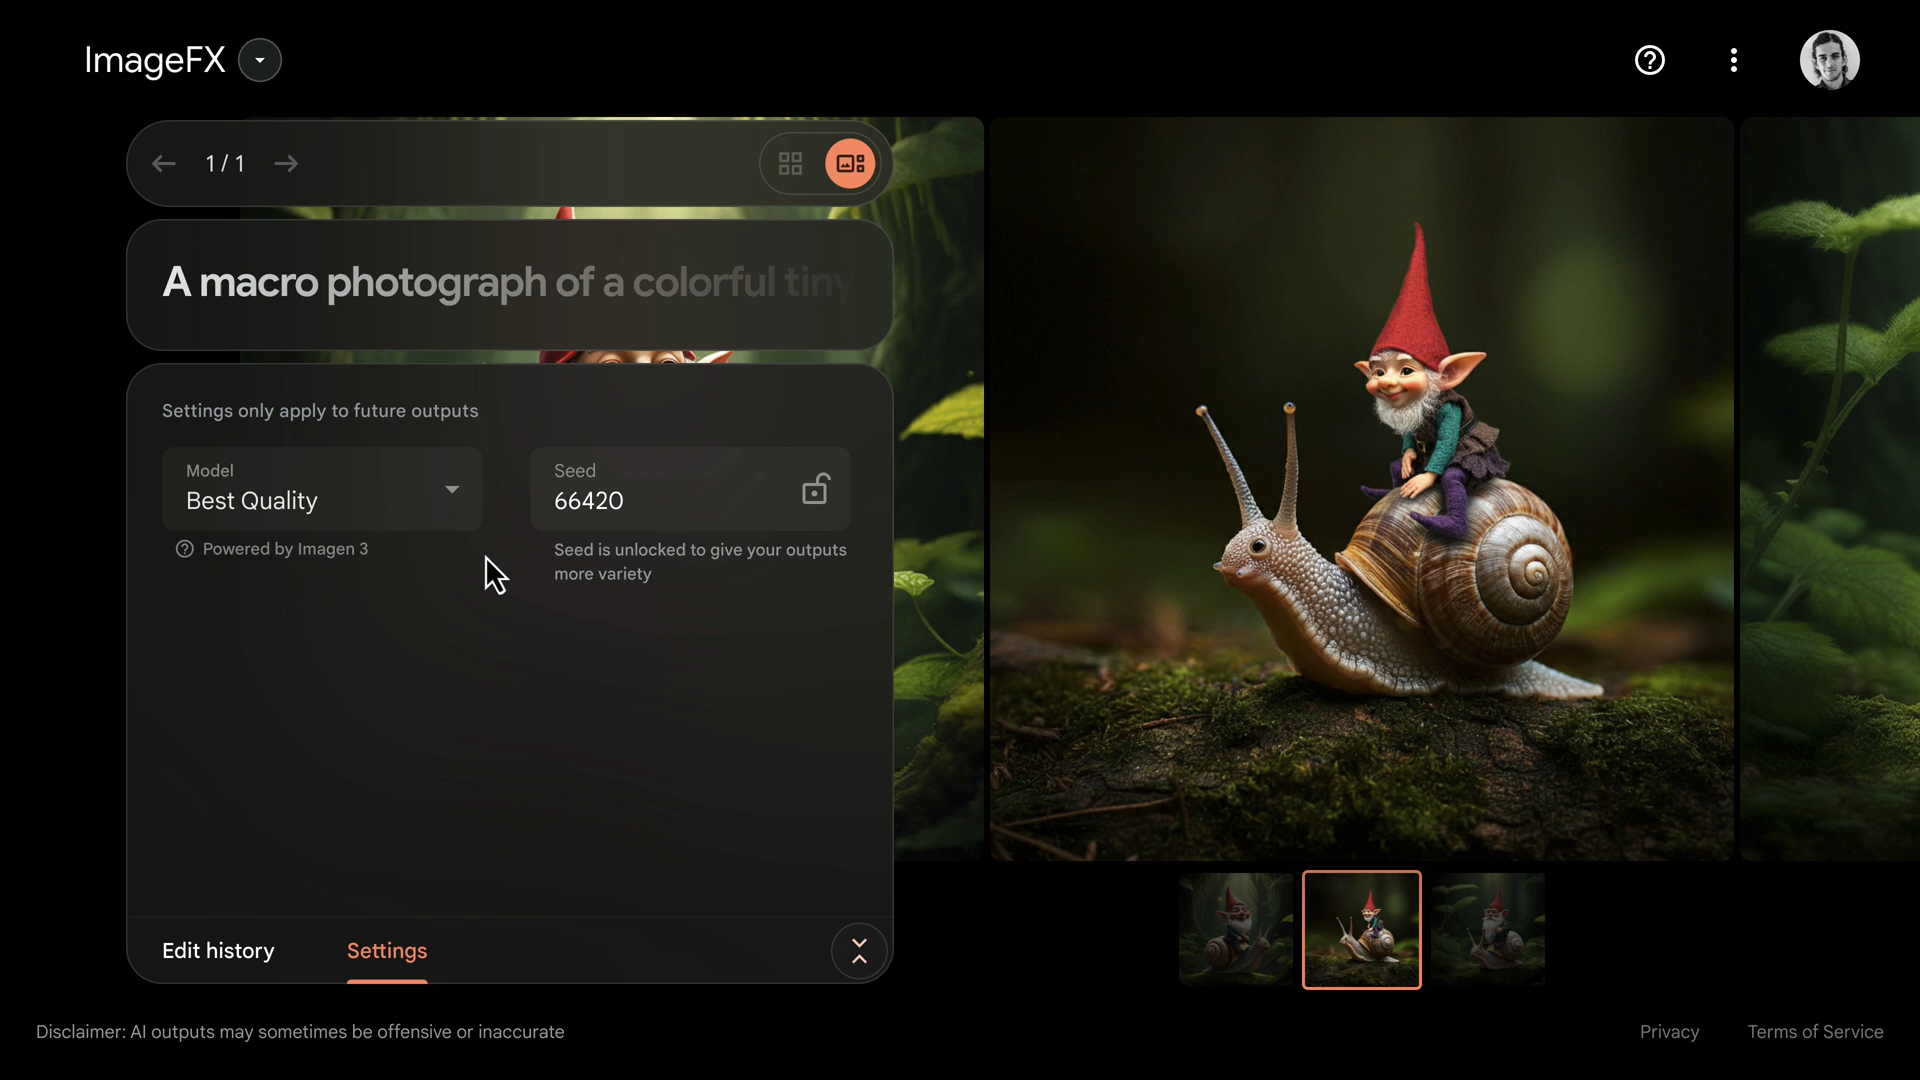 ImageFX
1 / 1
A macro photograph of a colorful tiny
Settings only apply to future outputs
Model
Best Quality
Powered by Imagen 3
Seed
66420
Seed is unlocked to give your outputs
more variety
Edit history
Settings
Disclaimer: AI outputs may sometimes be offensive or inaccurate
Privacy
Terms of Service